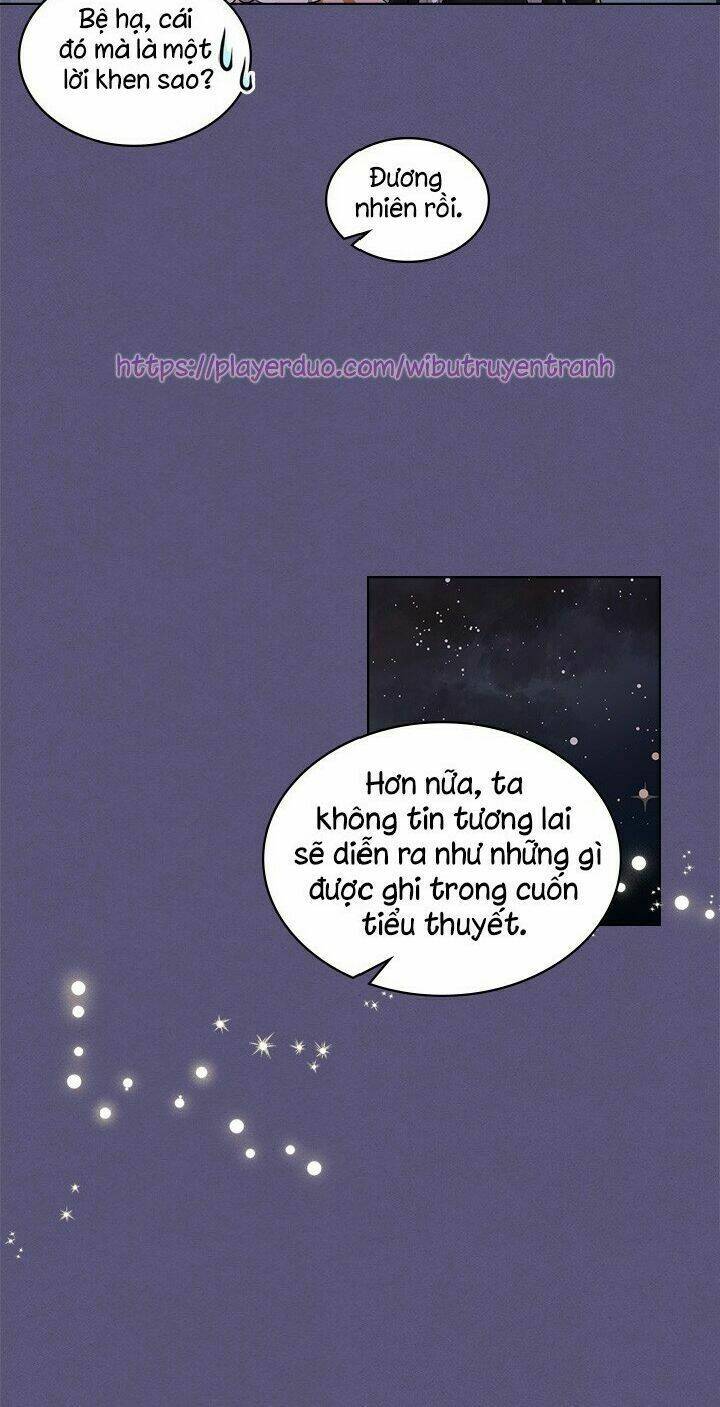 Bệ hạ, cái
đó mà là một
lời khen sao?
Đương
nhiên rồi.
https://playerduo.com/wibutruyentranh
Hơn nữa, ta
không tin tương lai
sẽ diễn ra như những gì
được ghi trong cuốn
tiểu thuyết.